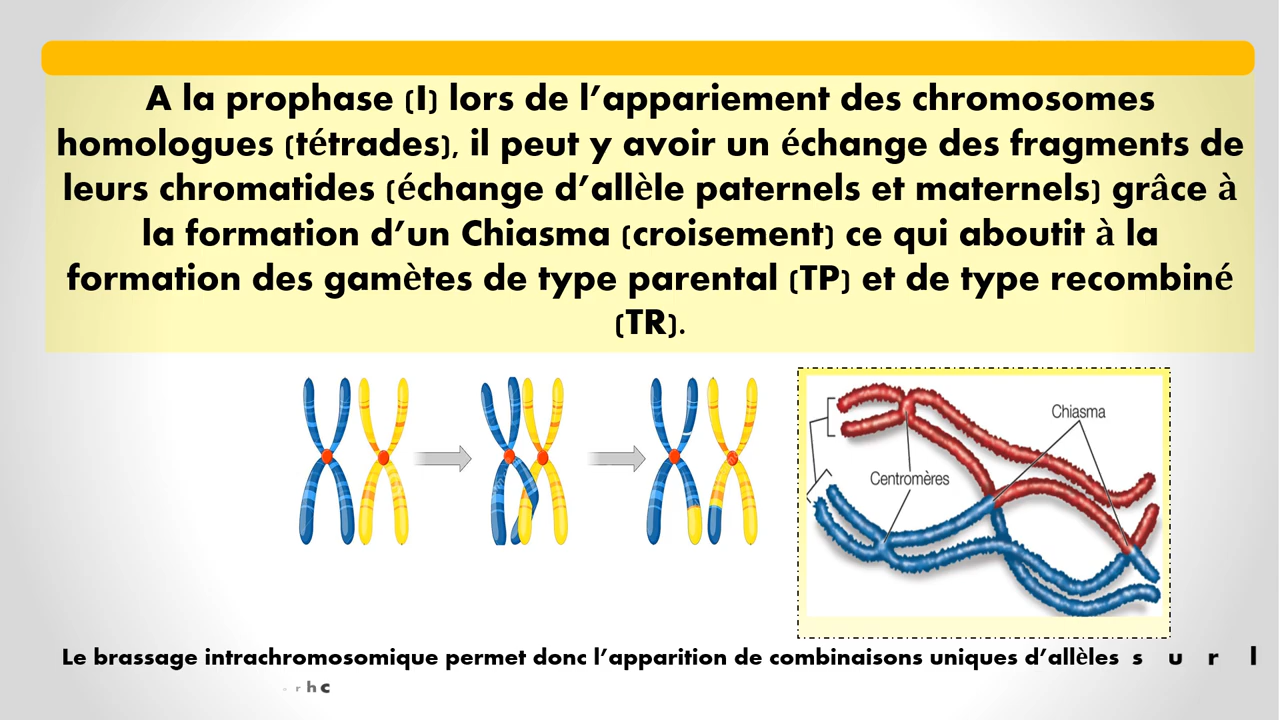 A la prophase (I) lors de l’appariement des chromosomes
homologues (tétrades), il peut y avoir un échange des fragments de
leurs chromatides (échange d’allèle paternels et maternels) grâce à
la formation d’un Chiasma (croisement) ce qui aboutit à la
formation des gamètes de type parental (TP) et de type recombiné
(TR).
Chiasma
Centromères
Le brassage intrachromosomique permet donc l’apparition de combinaisons uniques d’allèles s u r l
r h c